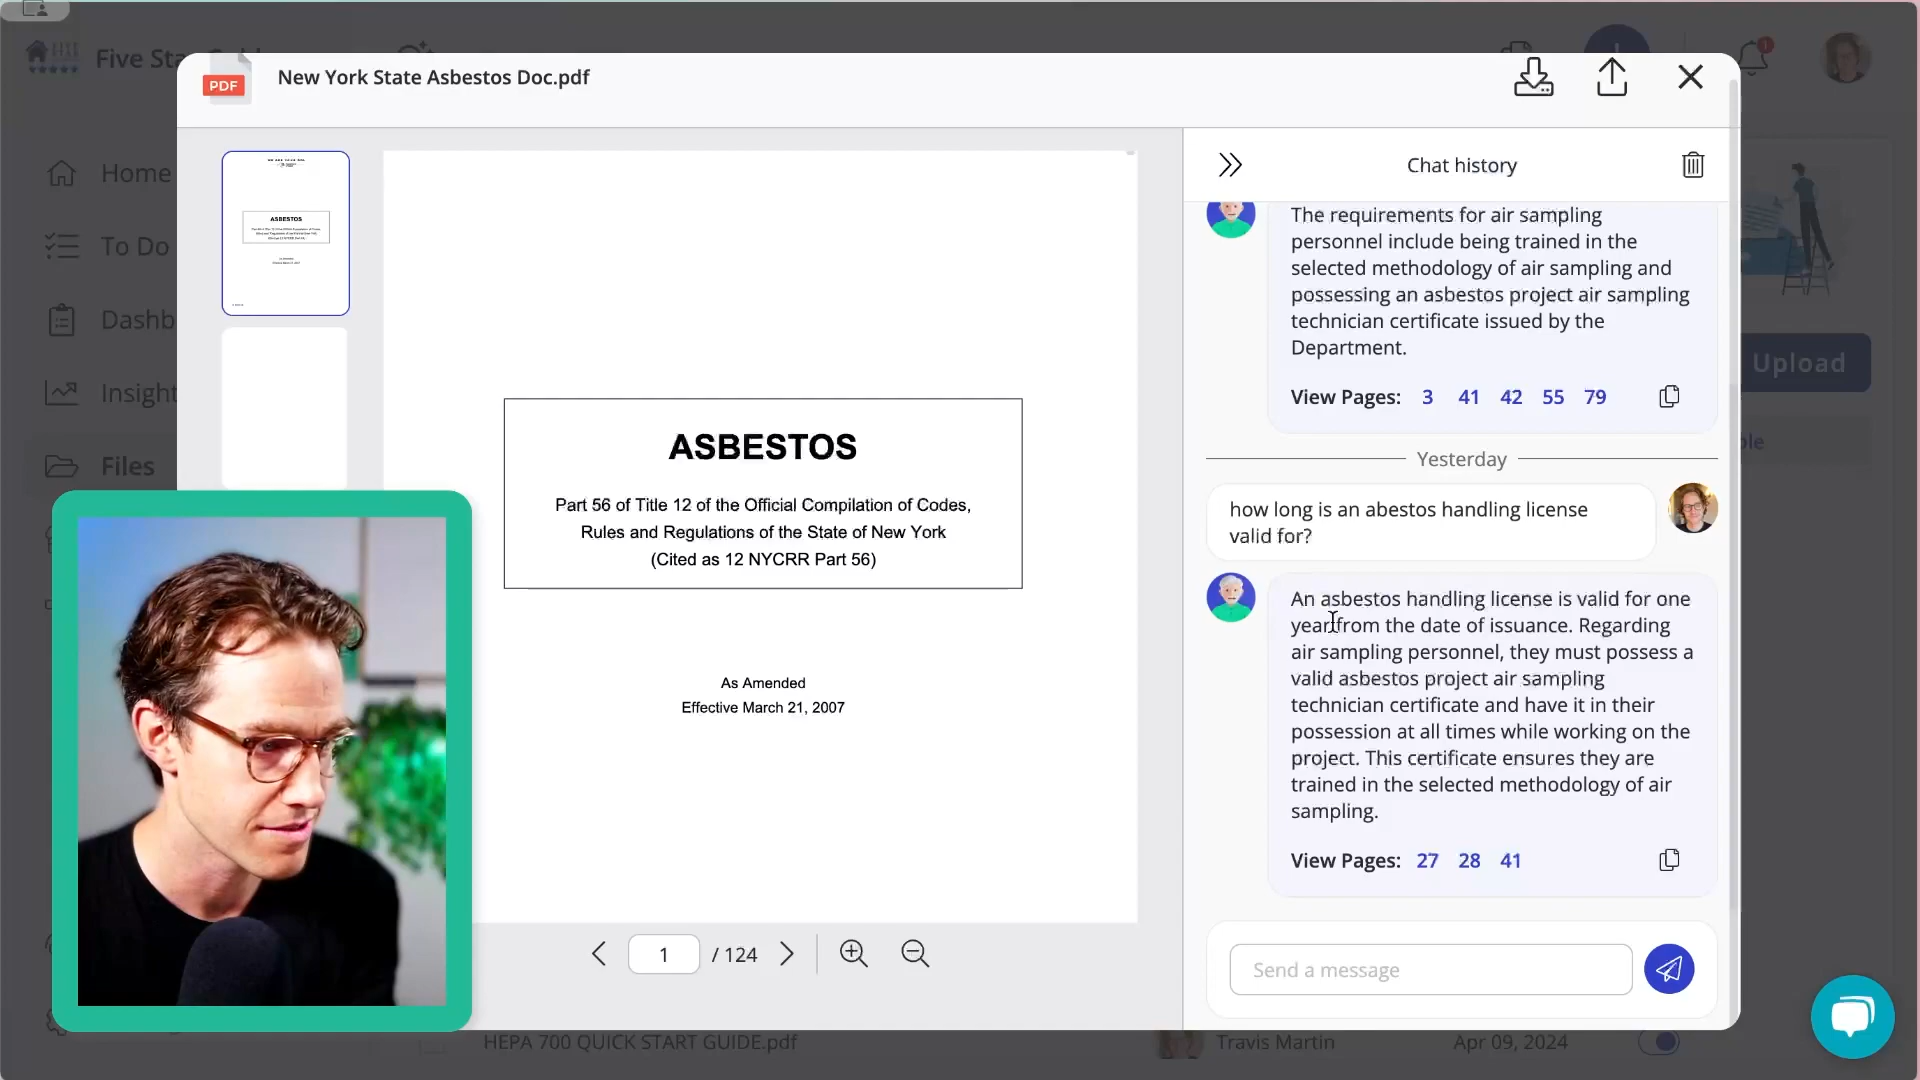 Five Sta
PDF
New York State Asbestos Doc.pdf
1
Home
To Do
Dashb
Insight
Files
Upload
ASBESTOS
ASBESTOS
Part 56 of Title 12 of the Official Compilation of Codes,
Rules and Regulations of the State of New York
(Cited as 12 NYCRR Part 56)
As Amended
Effective March 21, 2007
1 / 124
Chat history
The requirements for air sampling
personnel include being trained in the
selected methodology of air sampling and
possessing an asbestos project air sampling
technician certificate issued by the
Department.
View Pages: 3 41 42 55 79
Yesterday
how long is an abestos handling license
valid for?
An asbestos handling license is valid for one
year from the date of issuance. Regarding
air sampling personnel, they must possess a
valid asbestos project air sampling
technician certificate and have it in their
possession at all times while working on the
project. This certificate ensures they are
trained in the selected methodology of air
sampling.
View Pages: 27 28 41
Send a message
HEPA 700 QUICK START GUIDE.pdf
Travis Martin
Apr 09, 2024